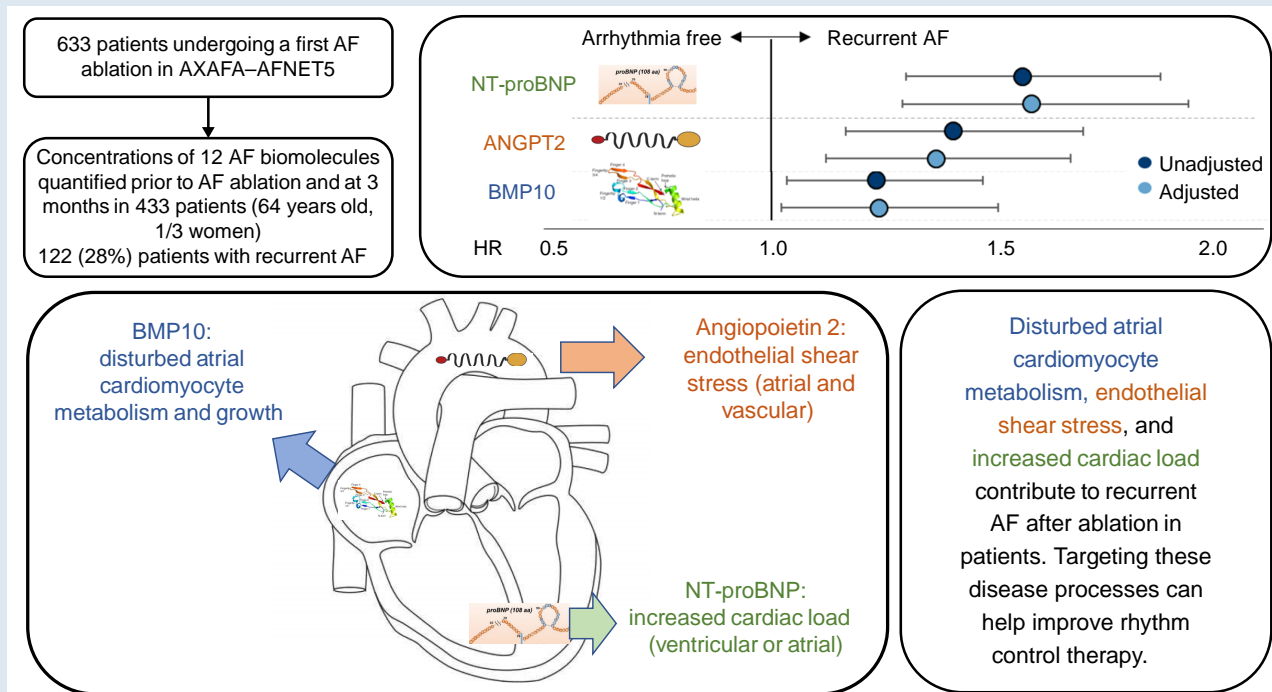 633 patients undergoing a first AF
ablation in AXAFA–AFNET5
Concentrations of 12 AF biomolecules
quantified prior to AF ablation and at 3
months in 433 patients (64 years old,
1/3 women)
122 (28%) patients with recurrent AF
Arrhythmia free
Recurrent AF
NT-proBNP
proBNP (108 aa)
ANGPT2
BMP10
Unadjusted
Adjusted
HR
0.5
1.0
1.5
2.0
BMP10:
disturbed atrial
cardiomyocyte
metabolism and growth
Angiopoietin 2:
endothelial shear
stress (atrial and
vascular)
proBNP (108 aa)
NT-proBNP:
increased cardiac load
(ventricular or atrial)
Disturbed atrial
cardiomyocyte
metabolism, endothelial
shear stress, and
increased cardiac load
contribute to recurrent
AF after ablation in
patients. Targeting these
disease processes can
help improve rhythm
control therapy.